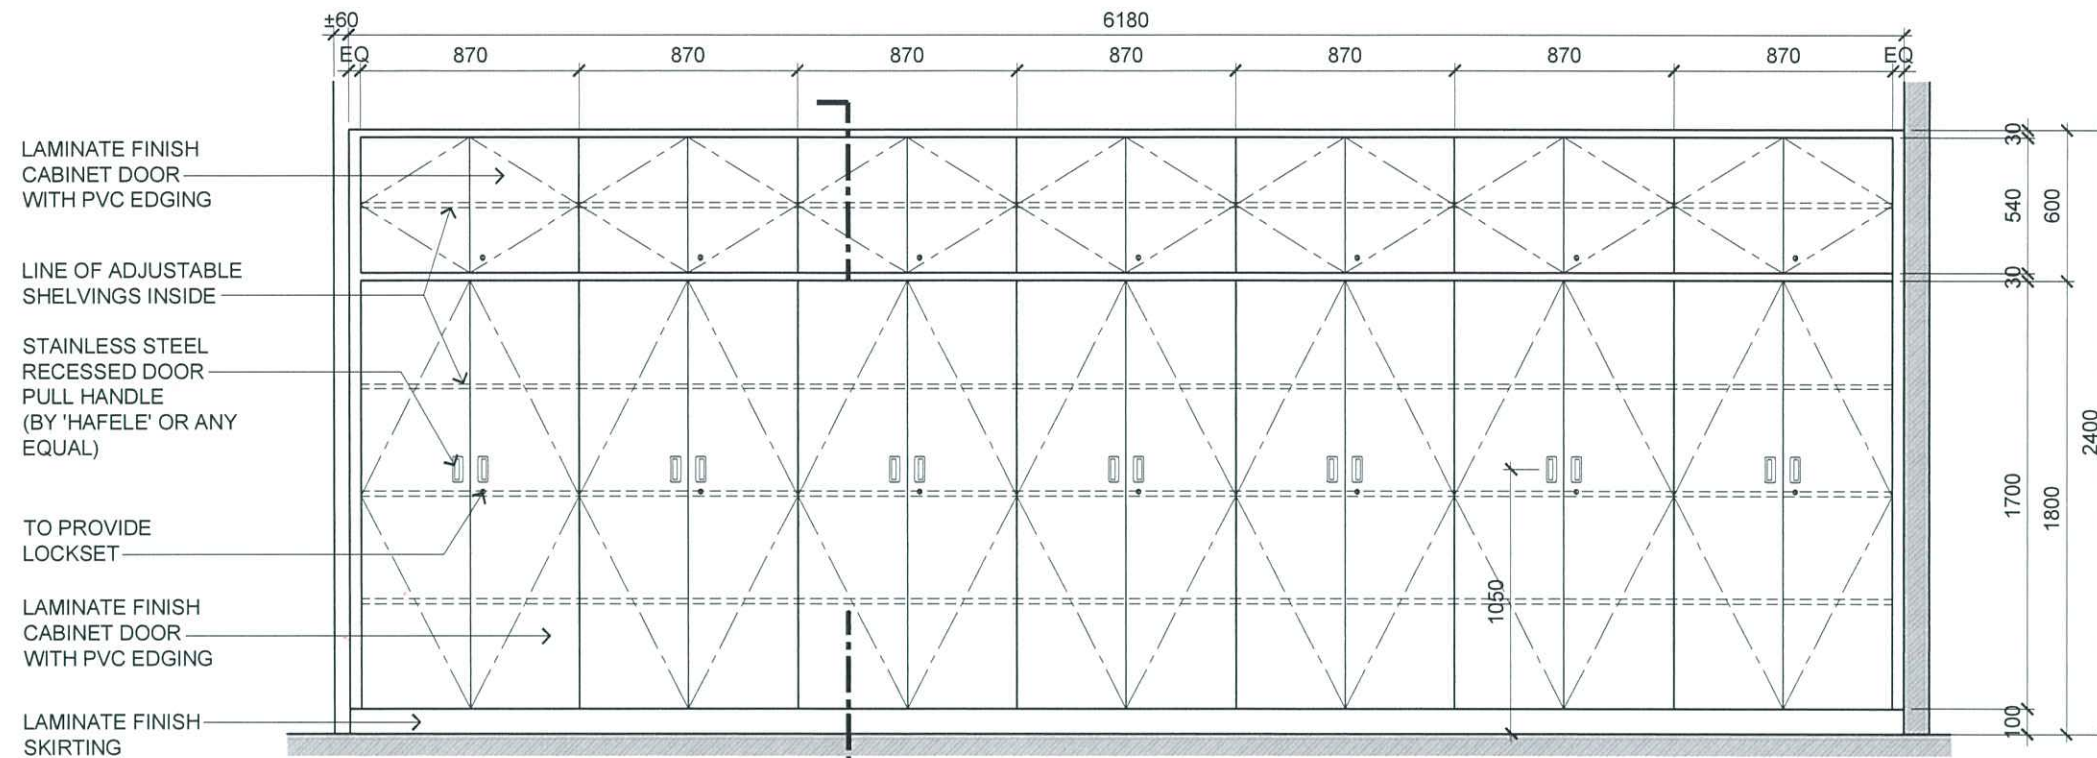 ±60
6180
EQ
870
870
870
870
870
870
870
EQ
LAMINATE FINISH
CABINET DOOR
WITH PVC EDGING
LINE OF ADJUSTABLE
SHELVINGS INSIDE
STAINLESS STEEL
RECESSED DOOR
PULL HANDLE
(BY 'HAFELE' OR ANY
EQUAL)
TO PROVIDE
LOCKSET
LAMINATE FINISH
CABINET DOOR
WITH PVC EDGING
LAMINATE FINISH
SKIRTING
1050
30
540
30
1700
100
600
1800
2400